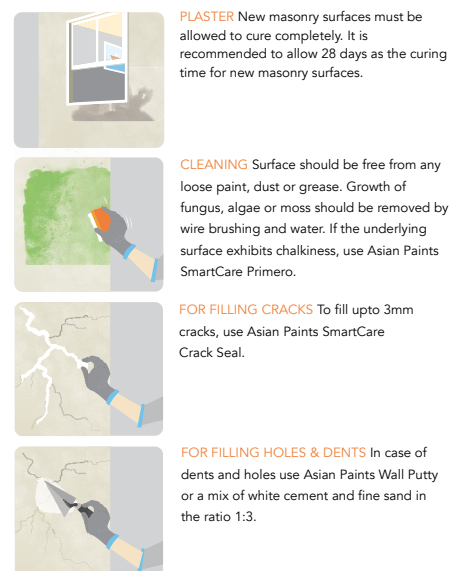 PLASTER New masonry surfaces must be
allowed to cure completely. It is
recommended to allow 28 days as the curing
time for new masonry surfaces.
CLEANING Surface should be free from any
loose paint, dust or grease. Growth of
fungus, algae or moss should be removed by
wire brushing and water. If the underlying
surface exhibits chalkiness, use Asian Paints
SmartCare Primero.
FOR FILLING CRACKS To fill upto 3mm
cracks, use Asian Paints SmartCare
Crack Seal.
FOR FILLING HOLES & DENTS In case of
dents and holes use Asian Paints Wall Putty
or a mix of white cement and fine sand in
the ratio 1:3.